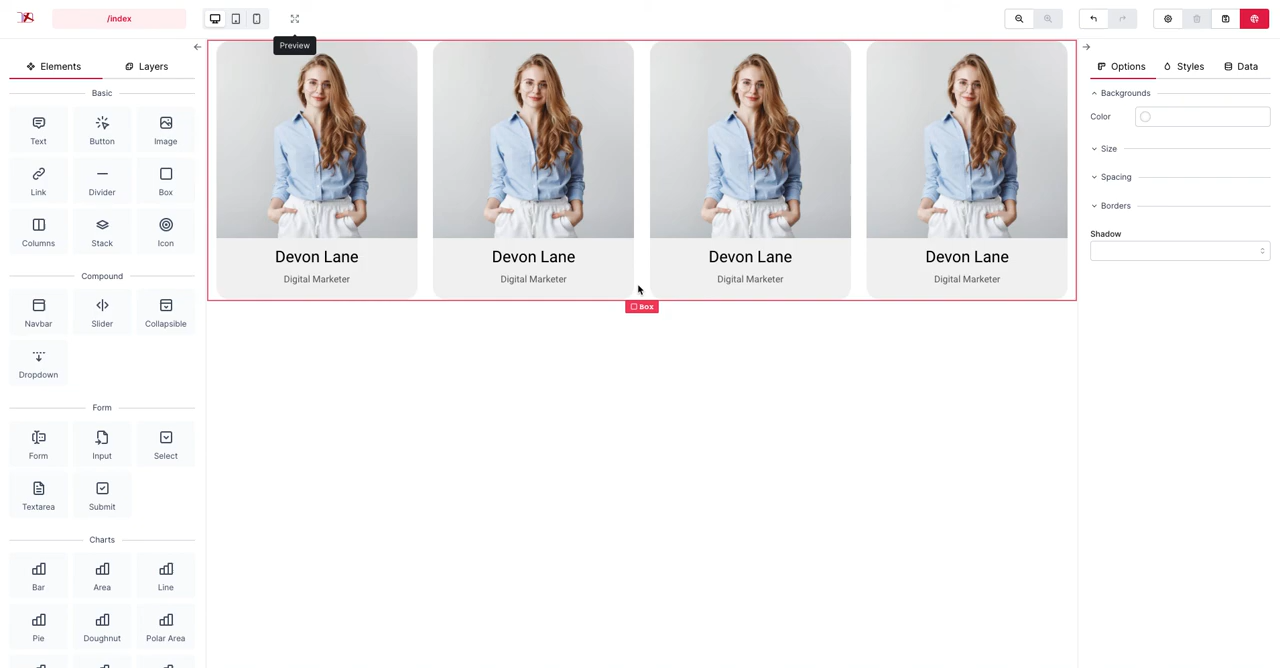 /index
Preview
Elements
Layers
Basic
Text
Button
Image
Link
Divider
Box
Columns
Stack
Icon
Compound
Navbar
Slider
Collapsible
Dropdown
Form
Form
Input
Select
Textarea
Submit
Charts
Bar
Area
Line
Pie
Doughnut
Polar Area
Devon Lane
Digital Marketer
Devon Lane
Digital Marketer
Devon Lane
Digital Marketer
Devon Lane
Digital Marketer
Box
Options
Styles
Data
Backgrounds
Color
Size
Spacing
Borders
Shadow